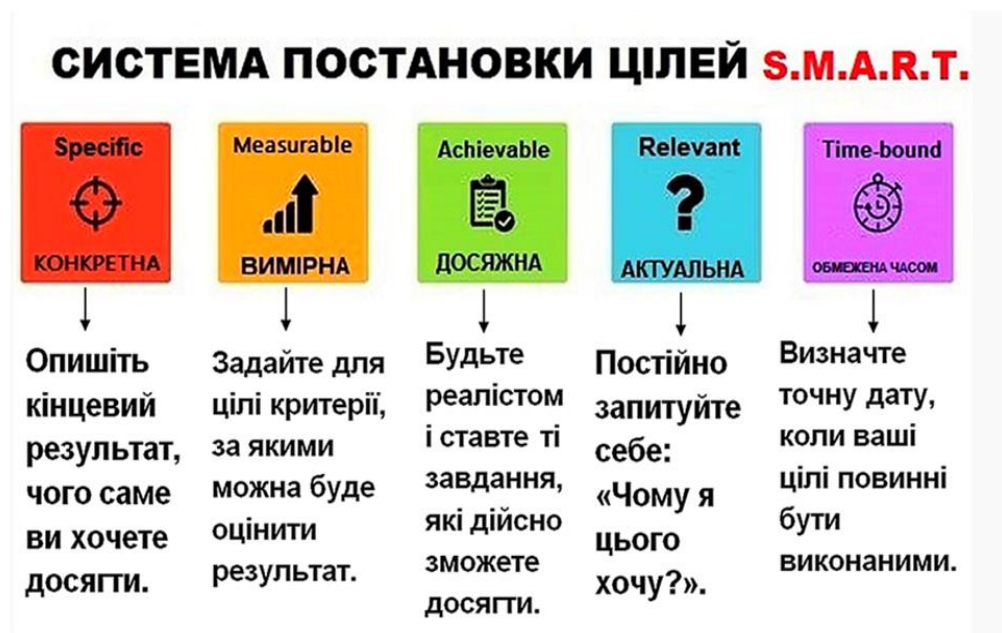 СИСТЕМА ПОСТАНОВКИ ЦІЛЕЙ S.M.A.R.T.
Specific
КОНКРЕТНА
Опишіть
кінцевий
результат,
чого саме
ви хочете
досягти.
Measurable
ВИМІРНА
Задайте для
цілі критерії,
за якими
можна буде
оцінити
результат.
Achievable
ДОСЯЖНА
Будьте
реалістом
і ставте ті
завдання,
які дійсно
зможете
досягти.
Relevant
АКТУАЛЬНА
Постійно
запитуйте
себе:
«Чому я
цього
хочу?».
Time-bound
ОБМЕЖЕНА ЧАСОМ
Визначте
точну дату,
коли ваші
цілі повинні
бути
виконаними.